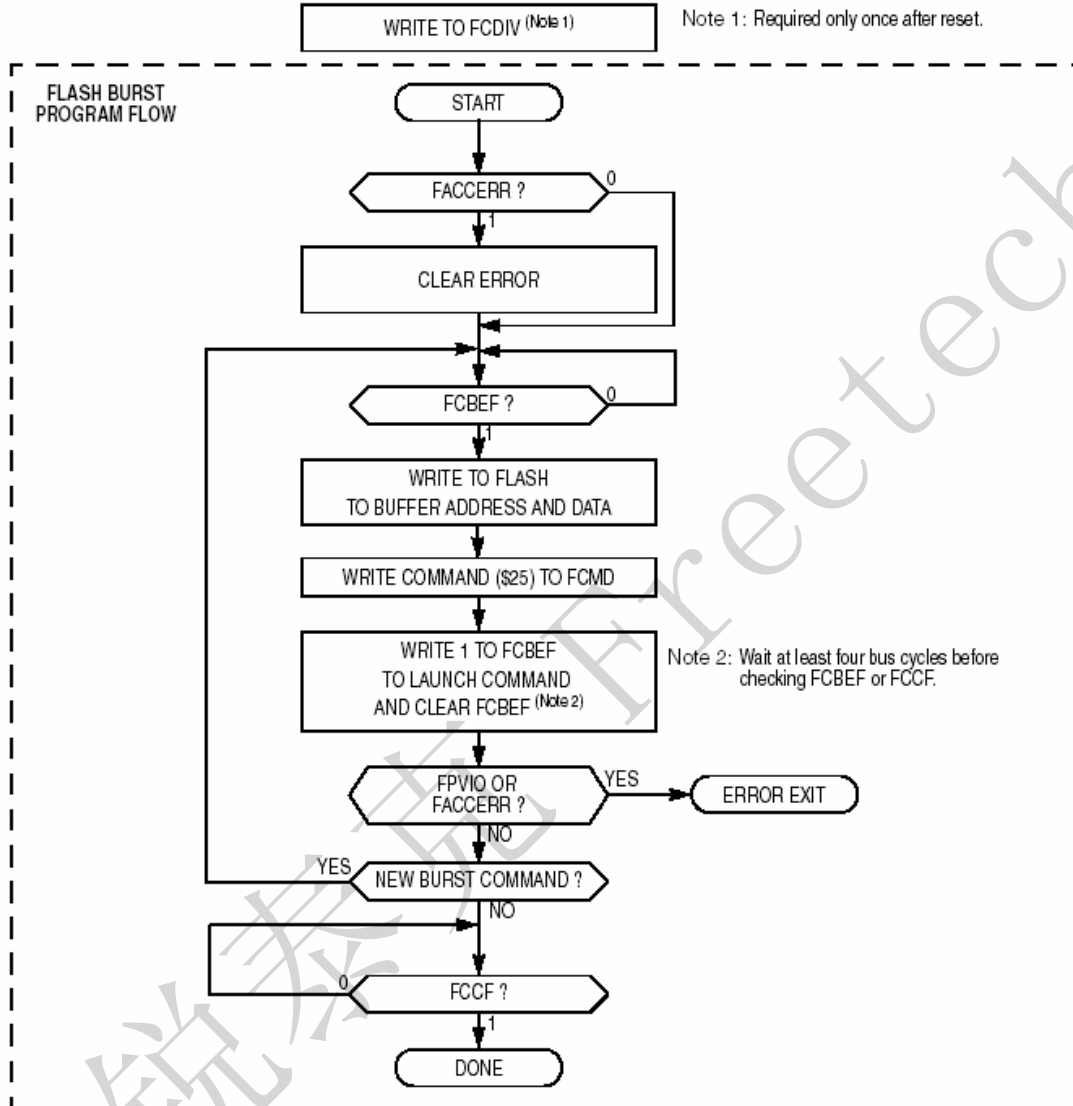 WRITE TO FCDIV (Note 1)
Note 1: Required only once after reset.
FLASH BURST
PROGRAM FLOW
START
FACCERR ?
0
1
CLEAR ERROR
FCBEF ?
0
1
WRITE TO FLASH
TO BUFFER ADDRESS AND DATA
WRITE COMMAND ($25) TO FCMD
WRITE 1 TO FCBEF
TO LAUNCH COMMAND
AND CLEAR FCBEF (Note 2)
Note 2: Wait at least four bus cycles before
checking FCBEF or FCCF.
FPVIO OR
FACCERR ?
YES
ERROR EXIT
NO
YES
NEW BURST COMMAND ?
NO
0
FCCF ?
1
DONE
锐泰克 Freetech